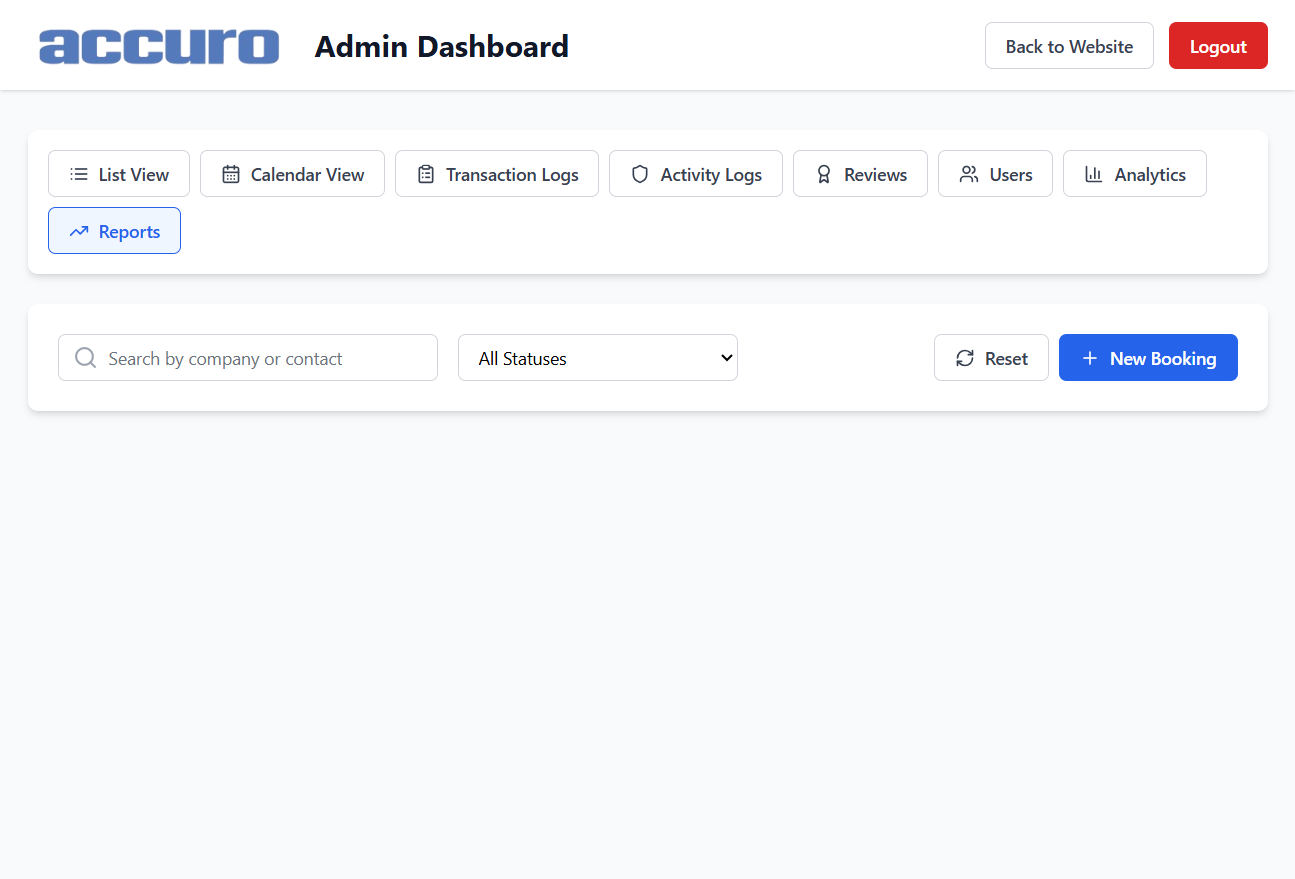 accuro Admin Dashboard Back to Website Logout
List View Calendar View Transaction Logs Activity Logs Reviews Users Analytics
Reports
Search by company or contact All Statuses Reset New Booking